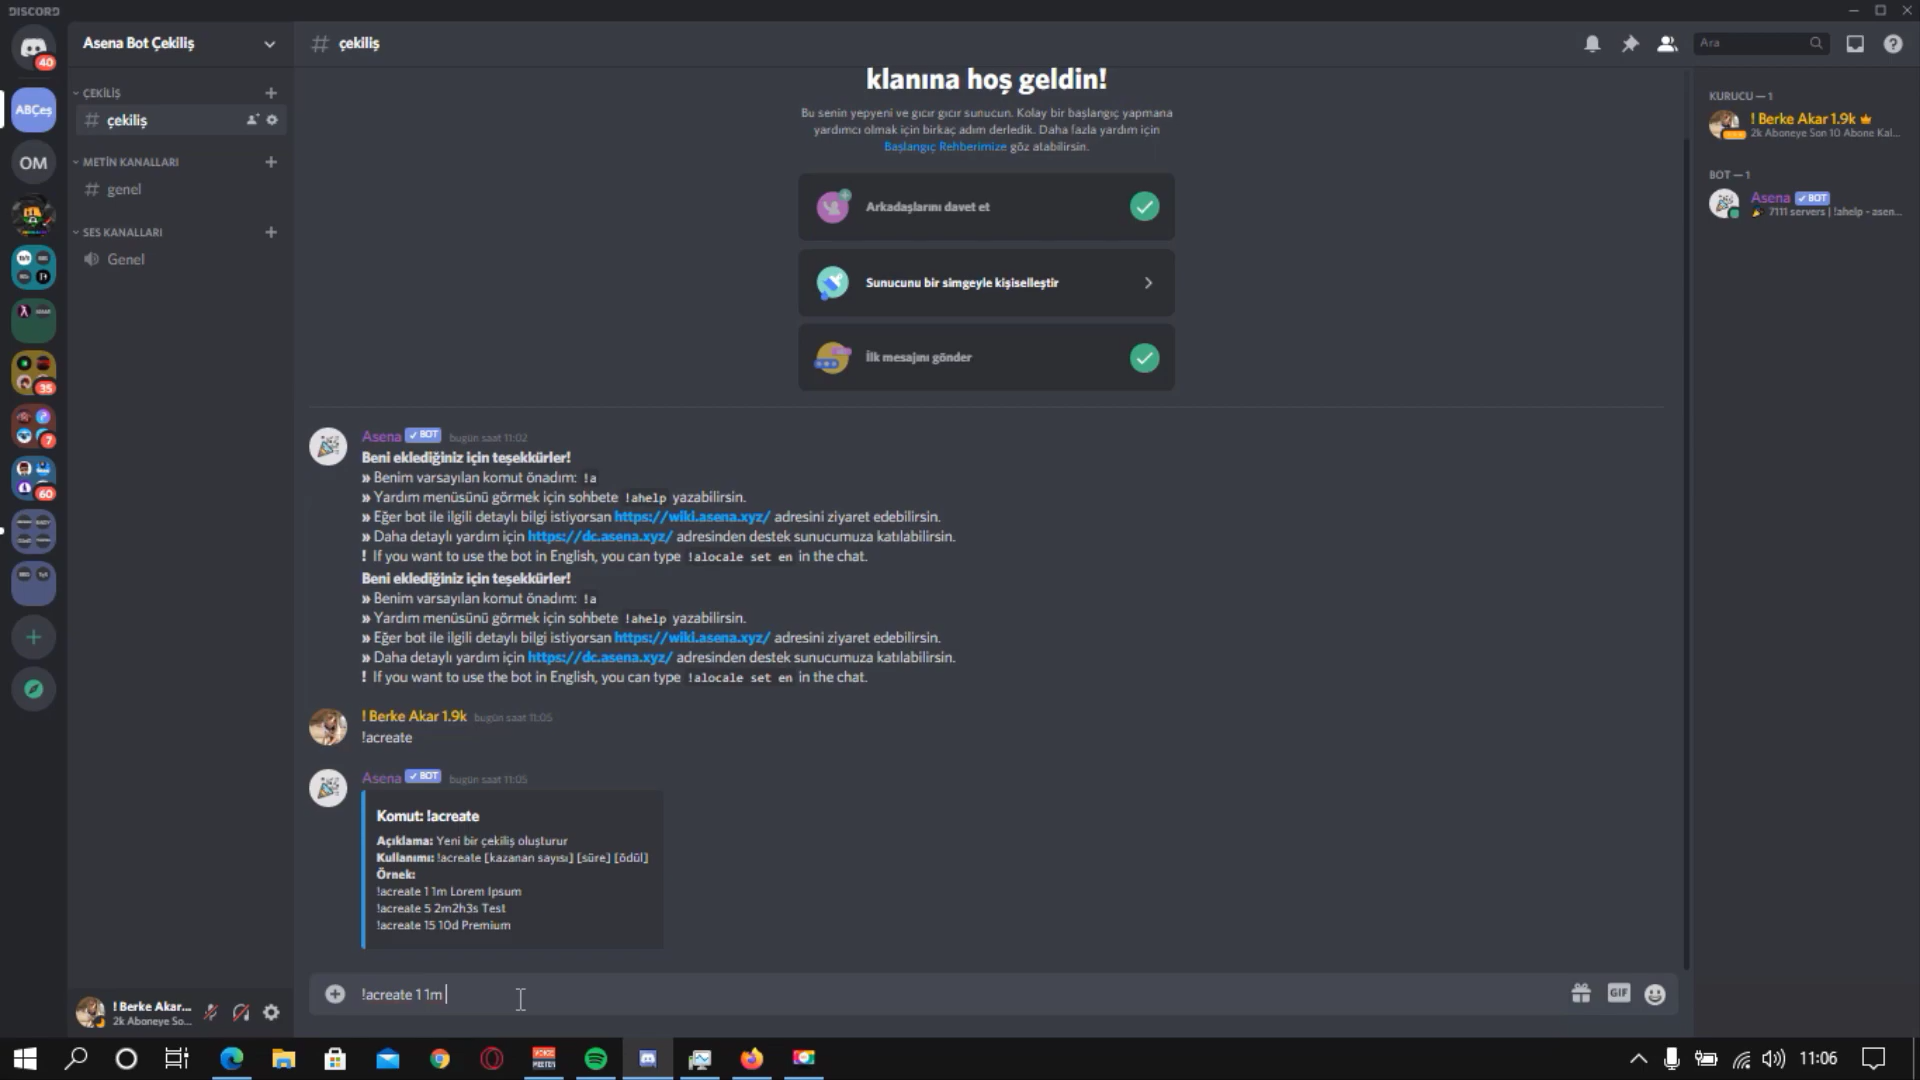 DISCORD
40
ABÇeş
OM
35
7
60
Asena Bot Çekiliş
ÇEKİLİŞ
çekiliş
METİN KANALLARI
genel
SES KANALLARI
Genel
! Berke Akar...
2k Aboneye So...
çekiliş
Ara
klanına hoş geldin!
Bu senin yepyeni ve gıcır gıcır sunucun. Kolay bir başlangıç yapmana
yardımcı olmak için birkaç adım derledik. Daha fazla yardım için
Başlangıç Rehberimize göz atabilirsin.
Arkadaşlarını davet et
Sunucunu bir simgeyle kişiselleştir
İlk mesajını gönder
Asena ✓ BOT bugün saat 11:02
Beni eklediğiniz için teşekkürler!
» Benim varsayılan komut önadım: !a
» Yardım menüsünü görmek için sohbete !ahelp yazabilirsin.
» Eğer bot ile ilgili detaylı bilgi istiyorsan https://wiki.asena.xyz/ adresini ziyaret edebilirsin.
» Daha detaylı yardım için https://dc.asena.xyz/ adresinden destek sunucumuza katılabilirsin.
! If you want to use the bot in English, you can type !alocale set en in the chat.
Beni eklediğiniz için teşekkürler!
» Benim varsayılan komut önadım: !a
» Yardım menüsünü görmek için sohbete !ahelp yazabilirsin.
» Eğer bot ile ilgili detaylı bilgi istiyorsan https://wiki.asena.xyz/ adresini ziyaret edebilirsin.
» Daha detaylı yardım için https://dc.asena.xyz/ adresinden destek sunucumuza katılabilirsin.
! If you want to use the bot in English, you can type !alocale set en in the chat.
! Berke Akar 1.9k bugün saat 11:05
!acreate
Asena ✓ BOT bugün saat 11:05
Komut: !acreate
Açıklama: Yeni bir çekiliş oluşturur
Kullanımı: !acreate [kazanan sayısı] [süre] [ödül]
Örnek:
!acreate 1 1m Lorem Ipsum
!acreate 5 2m2h3s Test
!acreate 15 10d Premium
!acreate 1 1m
GIF
KURUCU — 1
! Berke Akar 1.9k
2k Aboneye Son 10 Abone Kal...
BOT — 1
Asena ✓ BOT
7111 servers | !ahelp - asen...
11:06